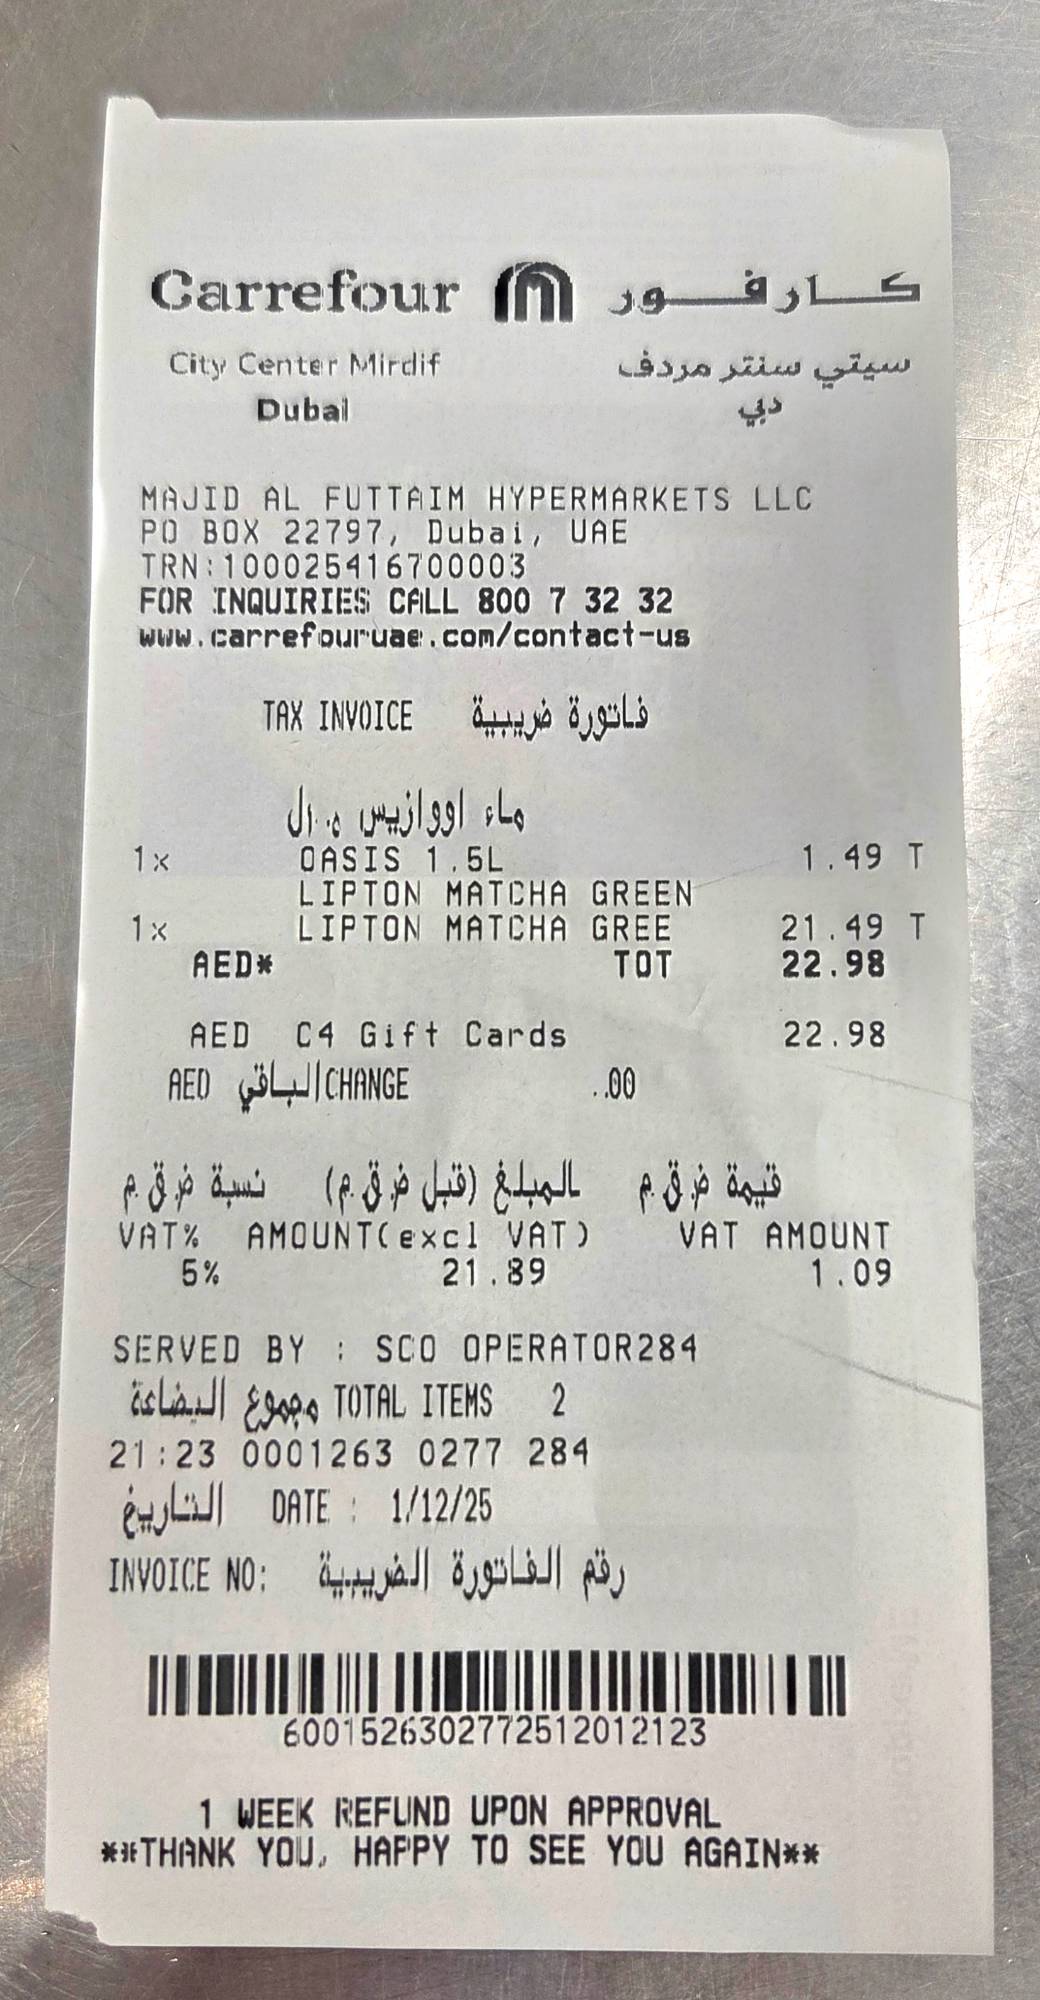 Carrefour كارفور
City Center Mirdif سيتي سنتر مردف
Dubai دبي
MAJID AL FUTTAIM HYPERMARKETS LLC
PO BOX 22797, Dubai, UAE
TRN:100025416700003
FOR INQUIRIES CALL 800 7 32 32
www.carrefouruae.com/contact-us
TAX INVOICE فاتورة ضريبية
ماء اووازيس ه.ال
1x OASIS 1.5L 1.49 T
LIPTON MATCHA GREEN
1x LIPTON MATCHA GREE 21.49 T
AED* TOT 22.98
AED C4 Gift Cards 22.98
AED الباقي CHANGE .00
نسبة ض.ق.م المبلغ (قبل ض.ق.م) قيمة ض.ق.م
VAT% AMOUNT(excl VAT) VAT AMOUNT
5% 21.89 1.09
SERVED BY : SCO OPERATOR284
مجموع البضاعة TOTAL ITEMS 2
21:23 0001263 0277 284
التاريخ DATE : 1/12/25
INVOICE NO: رقم الفاتورة الضريبية
6001526302772512012123
1 WEEK REFUND UPON APPROVAL
**THANK YOU, HAPPY TO SEE YOU AGAIN**